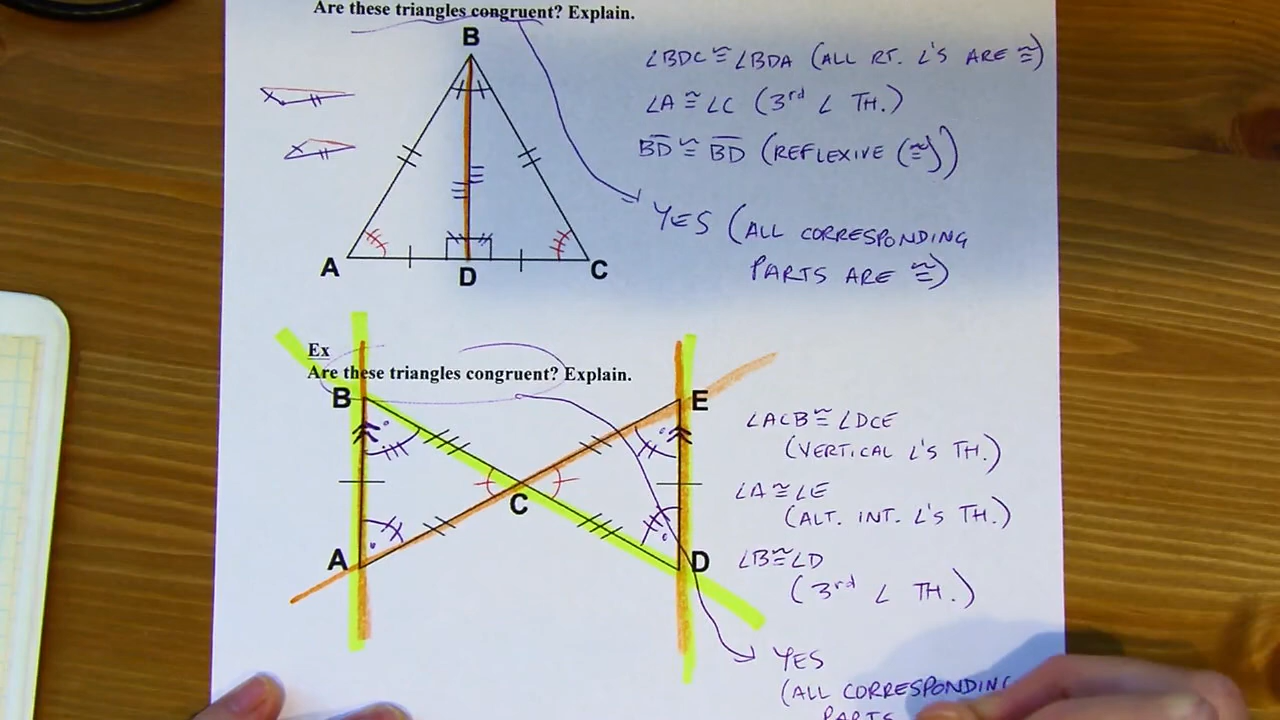 Are these triangles congruent? Explain.
B
∠BDC ≅ ∠BDA (ALL RT. ∠'S ARE ≅)
∠A ≅ ∠C (3rd ∠ TH.)
BD ≅ BD (REFLEXIVE (≅))
YES (ALL CORRESPONDING
PARTS ARE ≅)
A
D
C
Ex
Are these triangles congruent? Explain.
B
E
∠ACB ≅ ∠DCE
(VERTICAL ∠'S TH.)
∠A ≅ ∠E
(ALT. INT. ∠'S TH.)
C
A
D
∠B ≅ ∠D
(3rd ∠ TH.)
YES
(ALL CORRESPONDING
PARTS